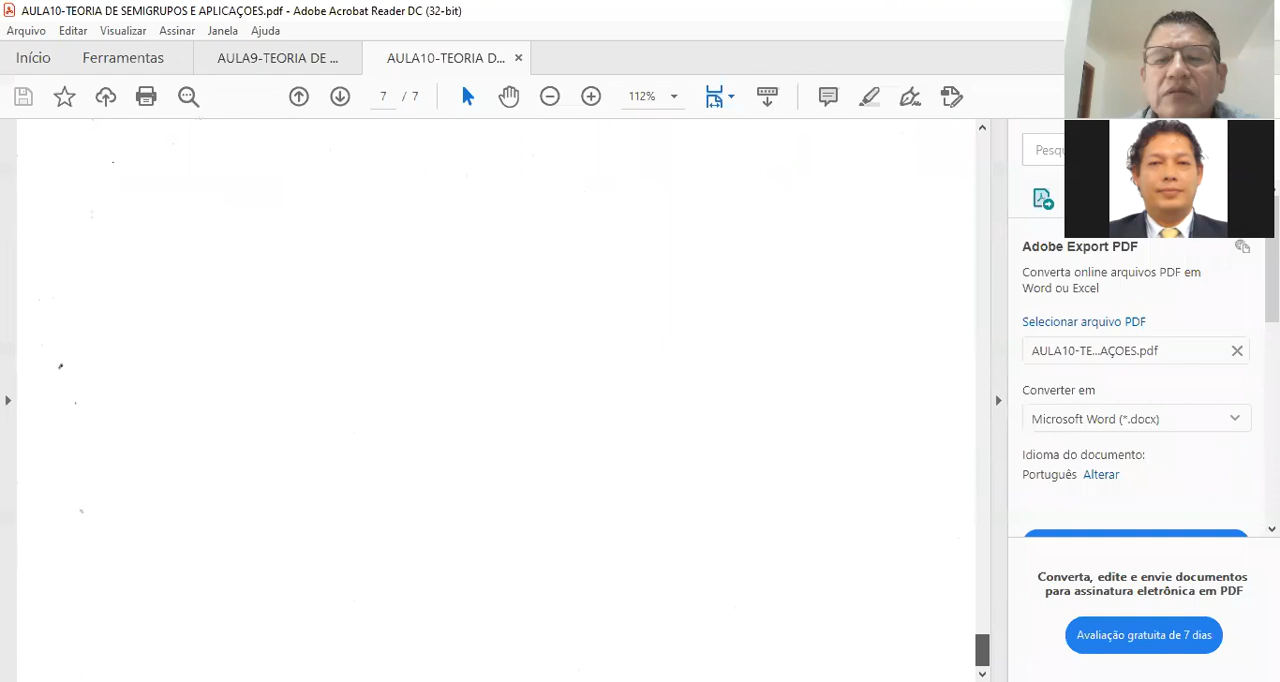 AULA10-TEORIA DE SEMIGRUPOS E APLICAÇOES.pdf - Adobe Acrobat Reader DC (32-bit)
Arquivo Editar Visualizar Assinar Janela Ajuda
Início Ferramentas AULA9-TEORIA DE ... AULA10-TEORIA D... ×
7 / 7 112%
Adobe Export PDF
Converta online arquivos PDF em
Word ou Excel
Selecionar arquivo PDF
AULA10-TE...AÇOES.pdf
Converter em
Microsoft Word (*.docx)
Idioma do documento:
Português Alterar
Converta, edite e envie documentos
para assinatura eletrônica em PDF
Avaliação gratuita de 7 dias